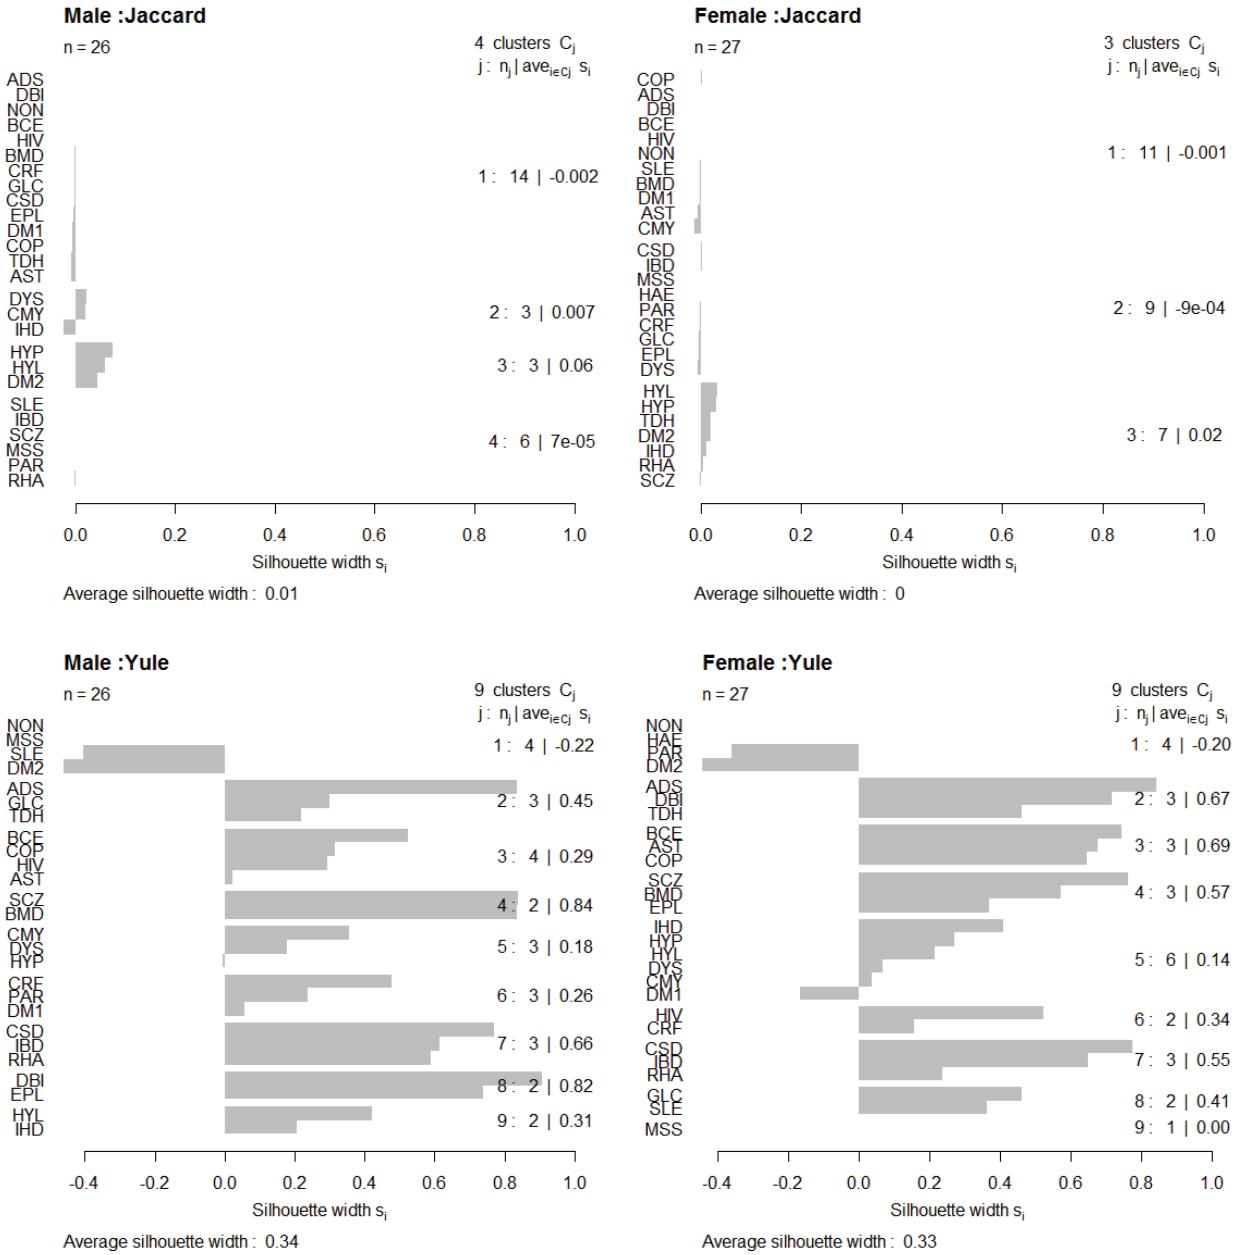 Male :Jaccard
n = 26
4 clusters Cj
j : nj | ave i∈Cj si
ADS
DBI
NON
BCE
HIV
BMD
CRF
GLC
CSD
EPL
DM1
COP
TDH
AST
1 : 14 | -0.002
DYS
CMY
IHD
2 : 3 | 0.007
HYP
HYL
DM2
3 : 3 | 0.06
SLE
IBD
SCZ
MSS
PAR
RHA
4 : 6 | 7e-05
0.0 0.2 0.4 0.6 0.8 1.0
Silhouette width si
Average silhouette width : 0.01
Female :Jaccard
n = 27
3 clusters Cj
j : nj | ave i∈Cj si
COP
ADS
DBI
BCE
HIV
NON
SLE
BMD
DM1
AST
CMY
1 : 11 | -0.001
CSD
IBD
MSS
HAE
PAR
CRF
GLC
EPL
DYS
2 : 9 | -9e-04
HYL
HYP
TDH
DM2
IHD
RHA
SCZ
3 : 7 | 0.02
0.0 0.2 0.4 0.6 0.8 1.0
Silhouette width si
Average silhouette width : 0
Male :Yule
n = 26
9 clusters Cj
j : nj | ave i∈Cj si
NON
MSS
SLE
DM2
1 : 4 | -0.22
ADS
GLC
TDH
2 : 3 | 0.45
BCE
COP
HIV
AST
3 : 4 | 0.29
SCZ
BMD
4 : 2 | 0.84
CMY
DYS
HYP
5 : 3 | 0.18
CRF
PAR
DM1
6 : 3 | 0.26
CSD
IBD
RHA
7 : 3 | 0.66
DBI
EPL
8 : 2 | 0.82
HYL
IHD
9 : 2 | 0.31
-0.4 -0.2 0.0 0.2 0.4 0.6 0.8 1.0
Silhouette width si
Average silhouette width : 0.34
Female :Yule
n = 27
9 clusters Cj
j : nj | ave i∈Cj si
NON
HAE
PAR
DM2
1 : 4 | -0.20
ADS
DBI
TDH
2 : 3 | 0.67
BCE
AST
COP
3 : 3 | 0.69
SCZ
BMD
EPL
4 : 3 | 0.57
IHD
HYP
HYL
DYS
CMY
DM1
5 : 6 | 0.14
HIV
CRF
6 : 2 | 0.34
CSD
IBD
RHA
7 : 3 | 0.55
GLC
SLE
8 : 2 | 0.41
MSS
9 : 1 | 0.00
-0.4 -0.2 0.0 0.2 0.4 0.6 0.8 1.0
Silhouette width si
Average silhouette width : 0.33